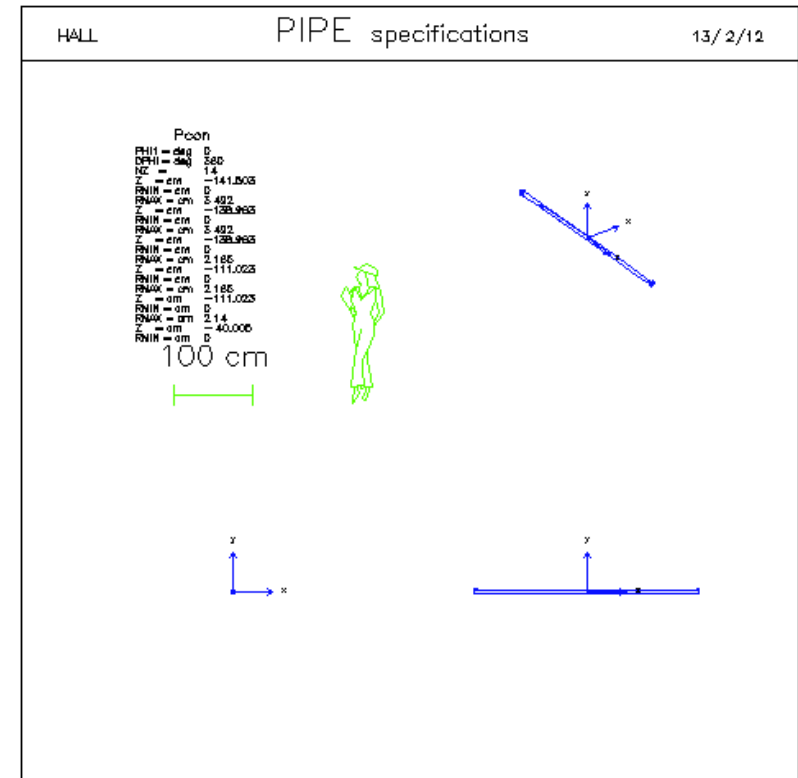 HALL PIPE specifications 13/ 2/12
Pcon
PHI1 = deg 0
DPHI = deg 360
NZ = 14
Z = cm -141.503
RMIN = cm 0
RMAX = cm 3.492
Z = cm -138.963
RMIN = cm 0
RMAX = cm 3.492
Z = cm -138.963
RMIN = cm 0
RMAX = cm 2.165
Z = cm -111.023
RMIN = cm 0
RMAX = cm 2.165
Z = cm -111.023
RMIN = cm 0
RMAX = cm 2.14
Z = cm -40.005
RMIN = cm 0
100 cm
y
x
y
x
y